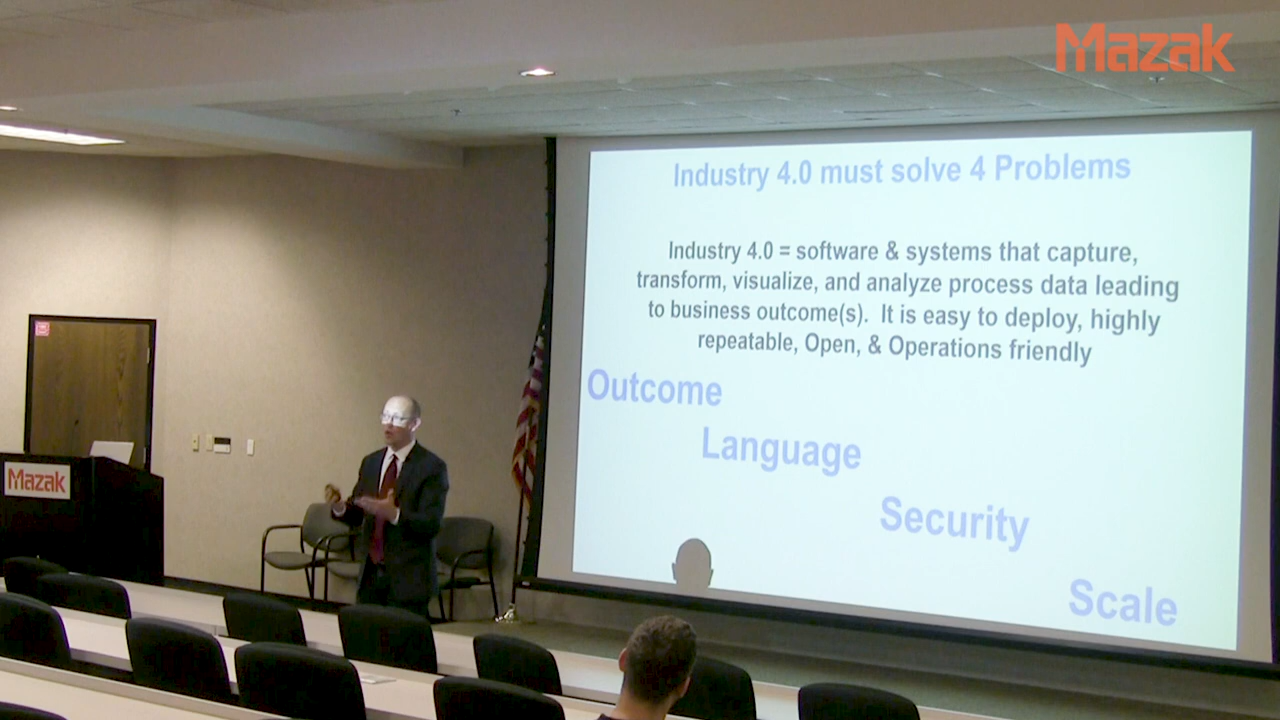 Mazak
Industry 4.0 must solve 4 Problems
Industry 4.0 = software & systems that capture,
transform, visualize, and analyze process data leading
to business outcome(s). It is easy to deploy, highly
repeatable, Open, & Operations friendly
Outcome
Language
Security
Scale
Mazak